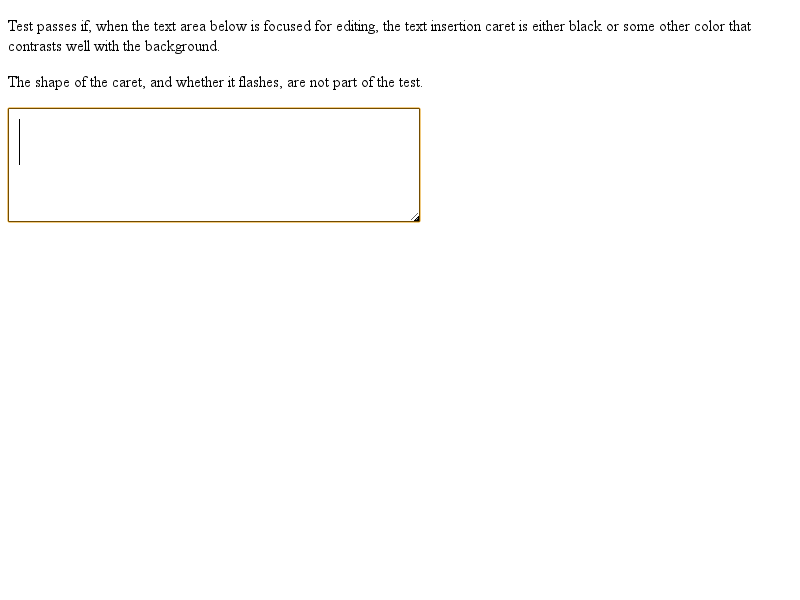 Test passes if, when the text area below is focused for editing, the text insertion caret is either black or some other color that
contrasts well with the background.
The shape of the caret, and whether it flashes, are not part of the test.